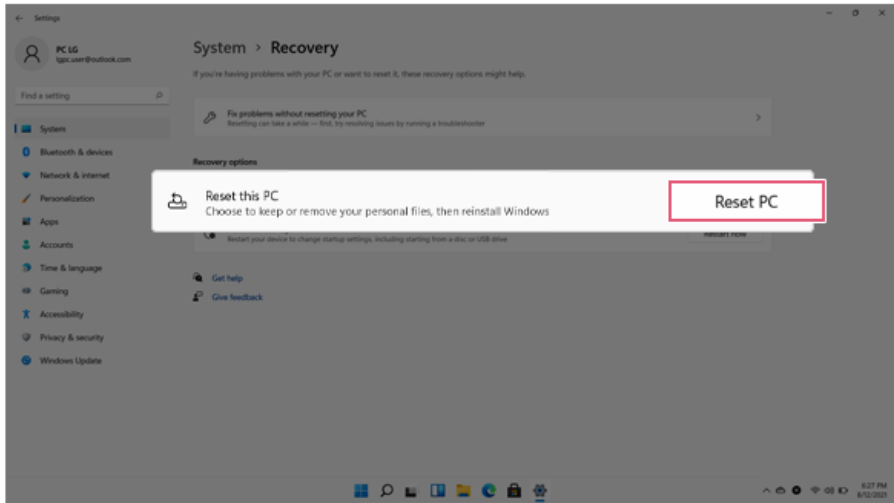 Settings
PC LG
lgpc.user@outlook.com
Find a setting
System
Bluetooth & devices
Network & internet
Personalization
Apps
Accounts
Time & language
Gaming
Accessibility
Privacy & security
Windows Update
System > Recovery
If you're having problems with your PC or want to reset it, these recovery options might help.
Fix problems without resetting your PC
Resetting can take a while — first, try resolving issues by running a troubleshooter
Recovery options
Reset this PC
Choose to keep or remove your personal files, then reinstall Windows
Reset PC
Restart your device to change startup settings, including starting from a disc or USB drive
Restart now
Get help
Give feedback
6:27 PM